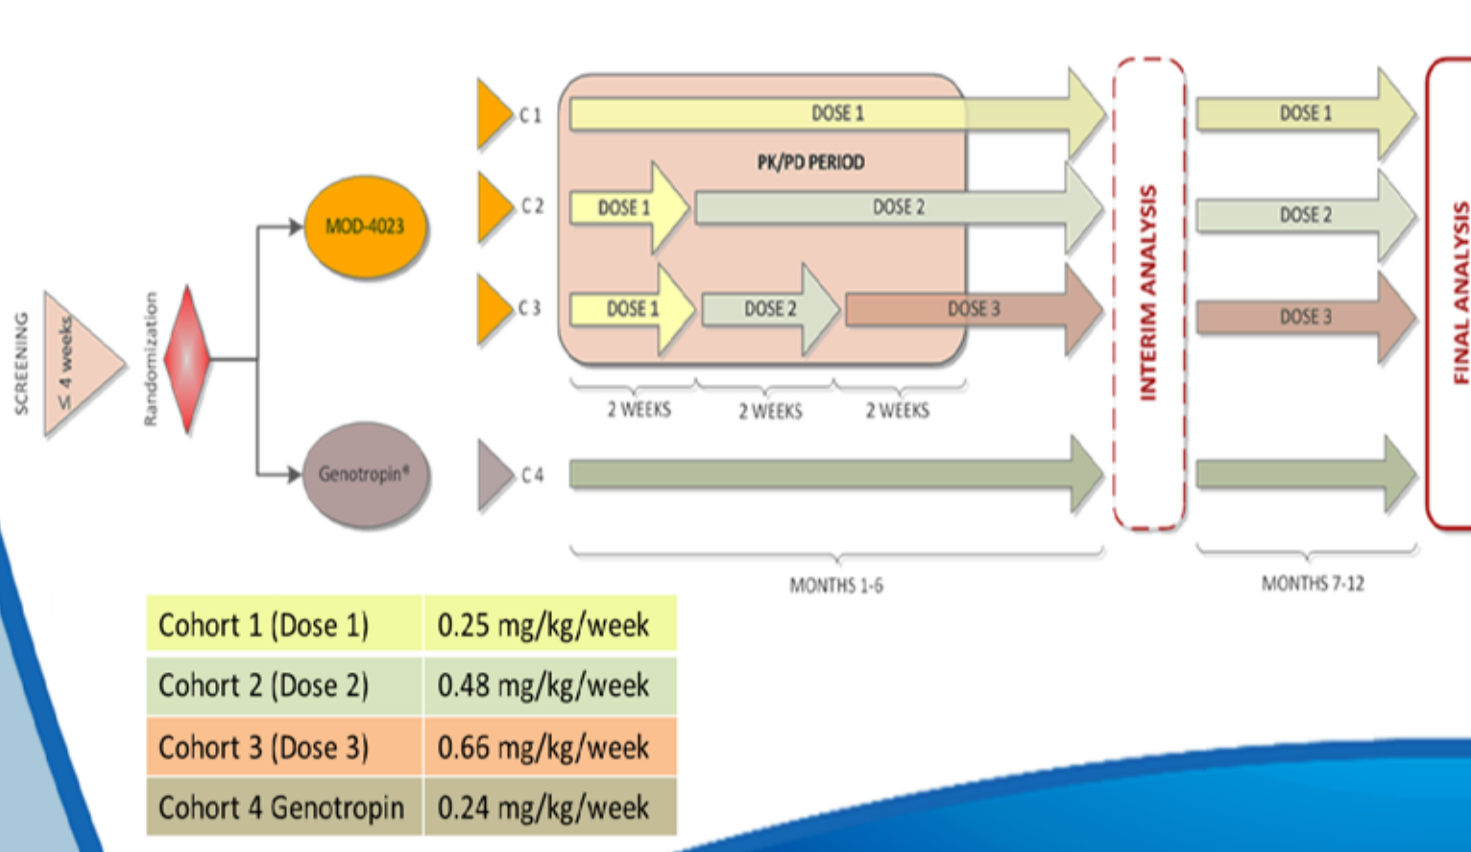 SCREENING
≤ 4 weeks
Randomization
MOD-4023
Genotropin®
C 1
DOSE 1
PK/PD PERIOD
C 2
DOSE 1
DOSE 2
C 3
DOSE 1
DOSE 2
DOSE 3
2 WEEKS
2 WEEKS
2 WEEKS
C 4
MONTHS 1-6
INTERIM ANALYSIS
DOSE 1
DOSE 2
DOSE 3
MONTHS 7-12
FINAL ANALYSIS
Cohort 1 (Dose 1) 0.25 mg/kg/week
Cohort 2 (Dose 2) 0.48 mg/kg/week
Cohort 3 (Dose 3) 0.66 mg/kg/week
Cohort 4 Genotropin 0.24 mg/kg/week